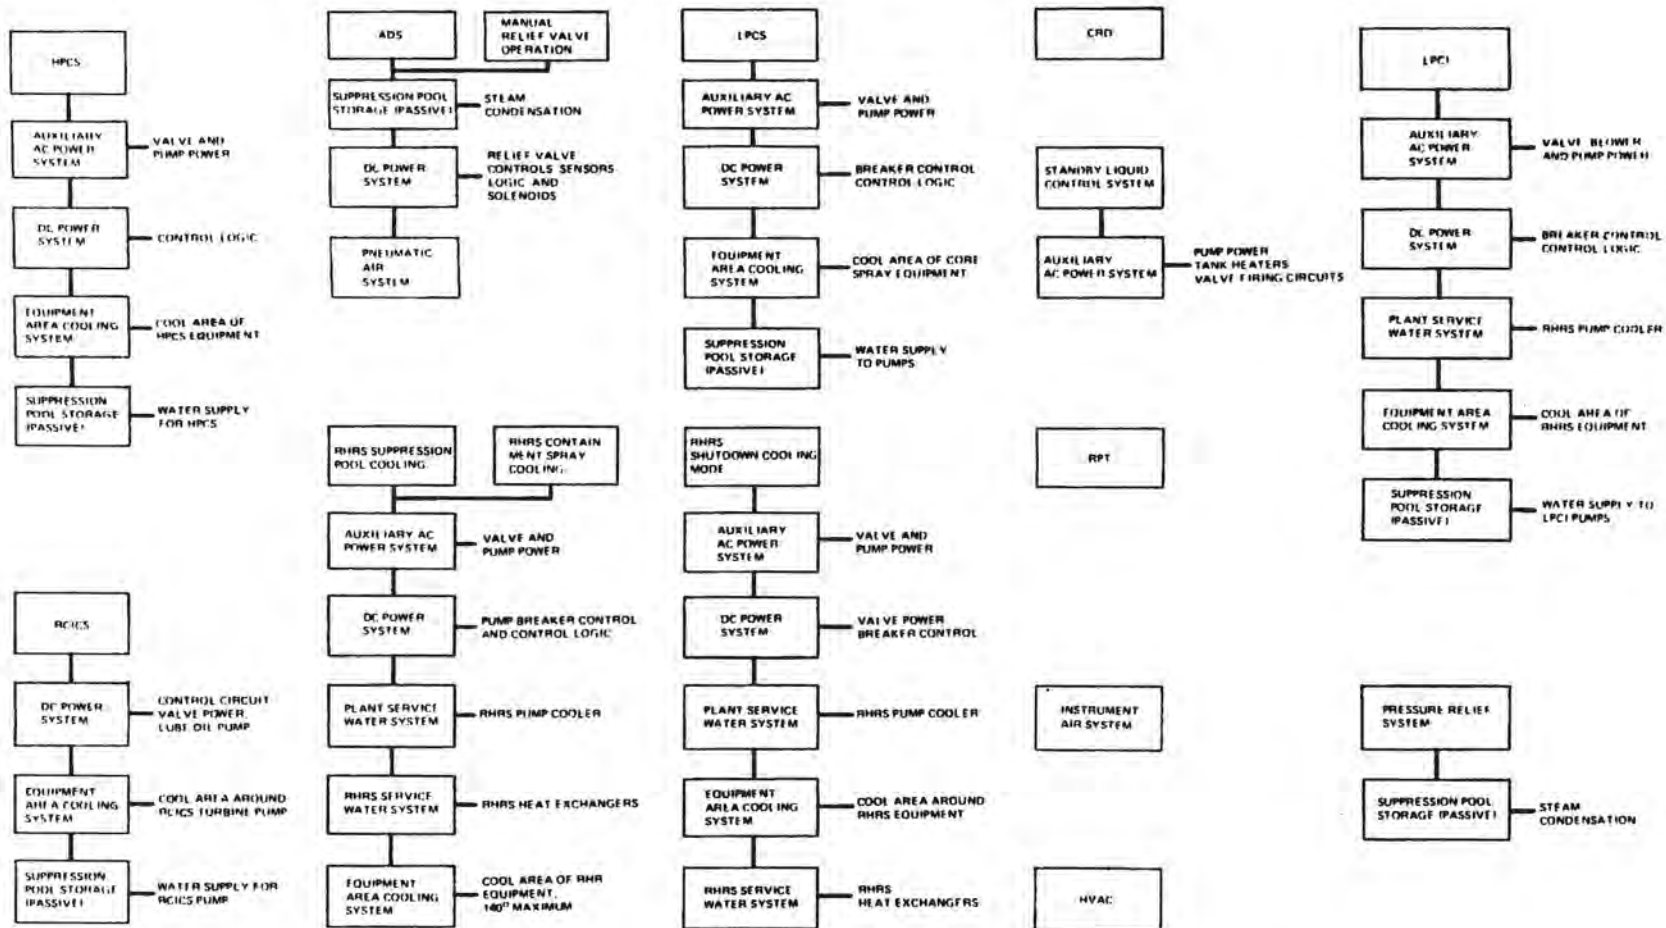 HPCS
AUXILIARY
AC POWER
SYSTEM
VALVE AND
PUMP POWER
DC POWER
SYSTEM
CONTROL LOGIC
EQUIPMENT
AREA COOLING
SYSTEM
COOL AREA OF
HPCS EQUIPMENT
SUPPRESSION
POOL STORAGE
(PASSIVE)
WATER SUPPLY
FOR HPCS
RCICS
DC POWER
SYSTEM
CONTROL CIRCUIT
VALVE POWER,
LUBE OIL PUMP
EQUIPMENT
AREA COOLING
SYSTEM
COOL AREA AROUND
RCICS TURBINE PUMP
SUPPRESSION
POOL STORAGE
(PASSIVE)
WATER SUPPLY FOR
RCICS PUMP
ADS
MANUAL
RELIEF VALVE
OPERATION
SUPPRESSION POOL
STORAGE (PASSIVE)
STEAM
CONDENSATION
DC POWER
SYSTEM
RELIEF VALVE
CONTROLS SENSORS
LOGIC AND
SOLENOIDS
PNEUMATIC
AIR
SYSTEM
RHRS SUPPRESSION
POOL COOLING
RHRS CONTAIN
MENT SPRAY
COOLING
AUXILIARY AC
POWER SYSTEM
VALVE AND
PUMP POWER
DC POWER
SYSTEM
PUMP BREAKER CONTROL
AND CONTROL LOGIC
PLANT SERVICE
WATER SYSTEM
RHRS PUMP COOLER
RHRS SERVICE
WATER SYSTEM
RHRS HEAT EXCHANGERS
EQUIPMENT
AREA COOLING
SYSTEM
COOL AREA OF RHR
EQUIPMENT,
MAXIMUM
LPCS
AUXILIARY AC
POWER SYSTEM
VALVE AND
PUMP POWER
DC POWER
SYSTEM
BREAKER CONTROL
CONTROL LOGIC
EQUIPMENT
AREA COOLING
SYSTEM
COOL AREA OF CORE
SPRAY EQUIPMENT
SUPPRESSION
POOL STORAGE
(PASSIVE)
WATER SUPPLY
TO PUMPS
RHRS
SHUTDOWN COOLING
MODE
AUXILIARY
AC POWER
SYSTEM
VALVE AND
PUMP POWER
DC POWER
SYSTEM
VALVE POWER
BREAKER CONTROL
PLANT SERVICE
WATER SYSTEM
RHRS PUMP COOLER
EQUIPMENT
AREA COOLING
SYSTEM
COOL AREA AROUND
RHRS EQUIPMENT
RHRS SERVICE
WATER SYSTEM
RHRS
HEAT EXCHANGERS
CRD
STANDBY LIQUID
CONTROL SYSTEM
AUXILIARY
AC POWER SYSTEM
PUMP POWER
TANK HEATERS
VALVE FIRING CIRCUITS
RPT
INSTRUMENT
AIR SYSTEM
HVAC
LPCI
AUXILIARY
AC POWER
SYSTEM
VALVE BLOWER
AND PUMP POWER
DC POWER
SYSTEM
BREAKER CONTROL
CONTROL LOGIC
PLANT SERVICE
WATER SYSTEM
RHRS PUMP COOLER
EQUIPMENT AREA
COOLING SYSTEM
COOL AREA OF
RHRS EQUIPMENT
SUPPRESSION
POOL STORAGE
(PASSIVE)
WATER SUPPLY TO
LPCI PUMPS
PRESSURE RELIEF
SYSTEM
SUPPRESSION POOL
STORAGE (PASSIVE)
STEAM
CONDENSATION